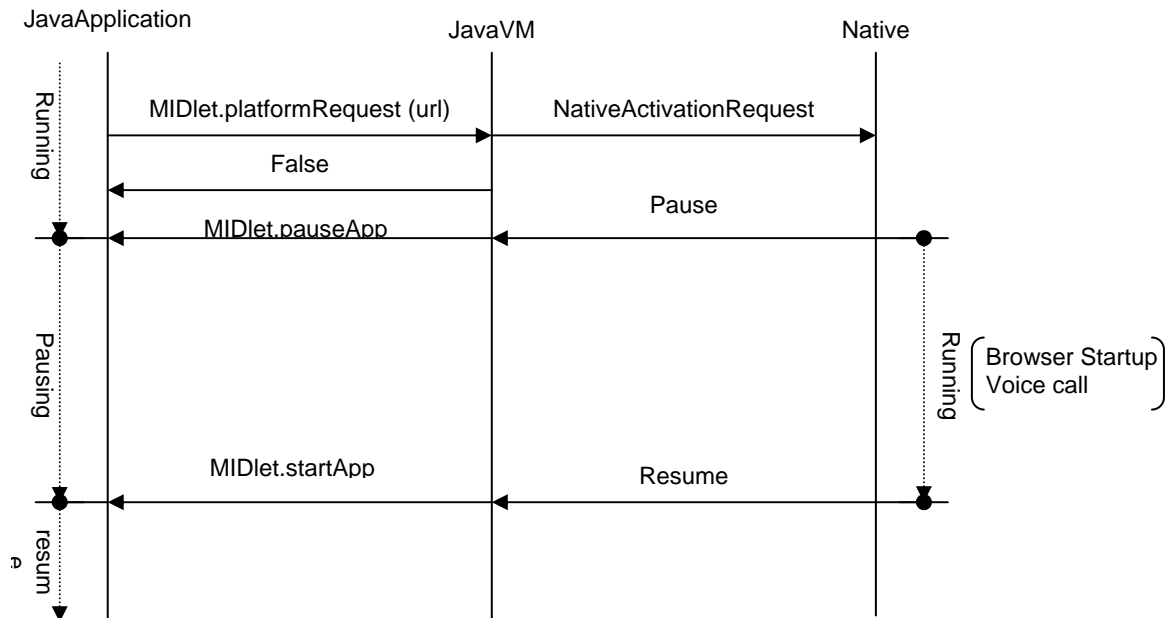 JavaApplication
JavaVM
Native
Running
MIDlet.platformRequest (url)
NativeActivationRequest
False
Pause
MIDlet.pauseApp
Pausing
Running
Browser Startup
Voice call
MIDlet.startApp
Resume
resum
e